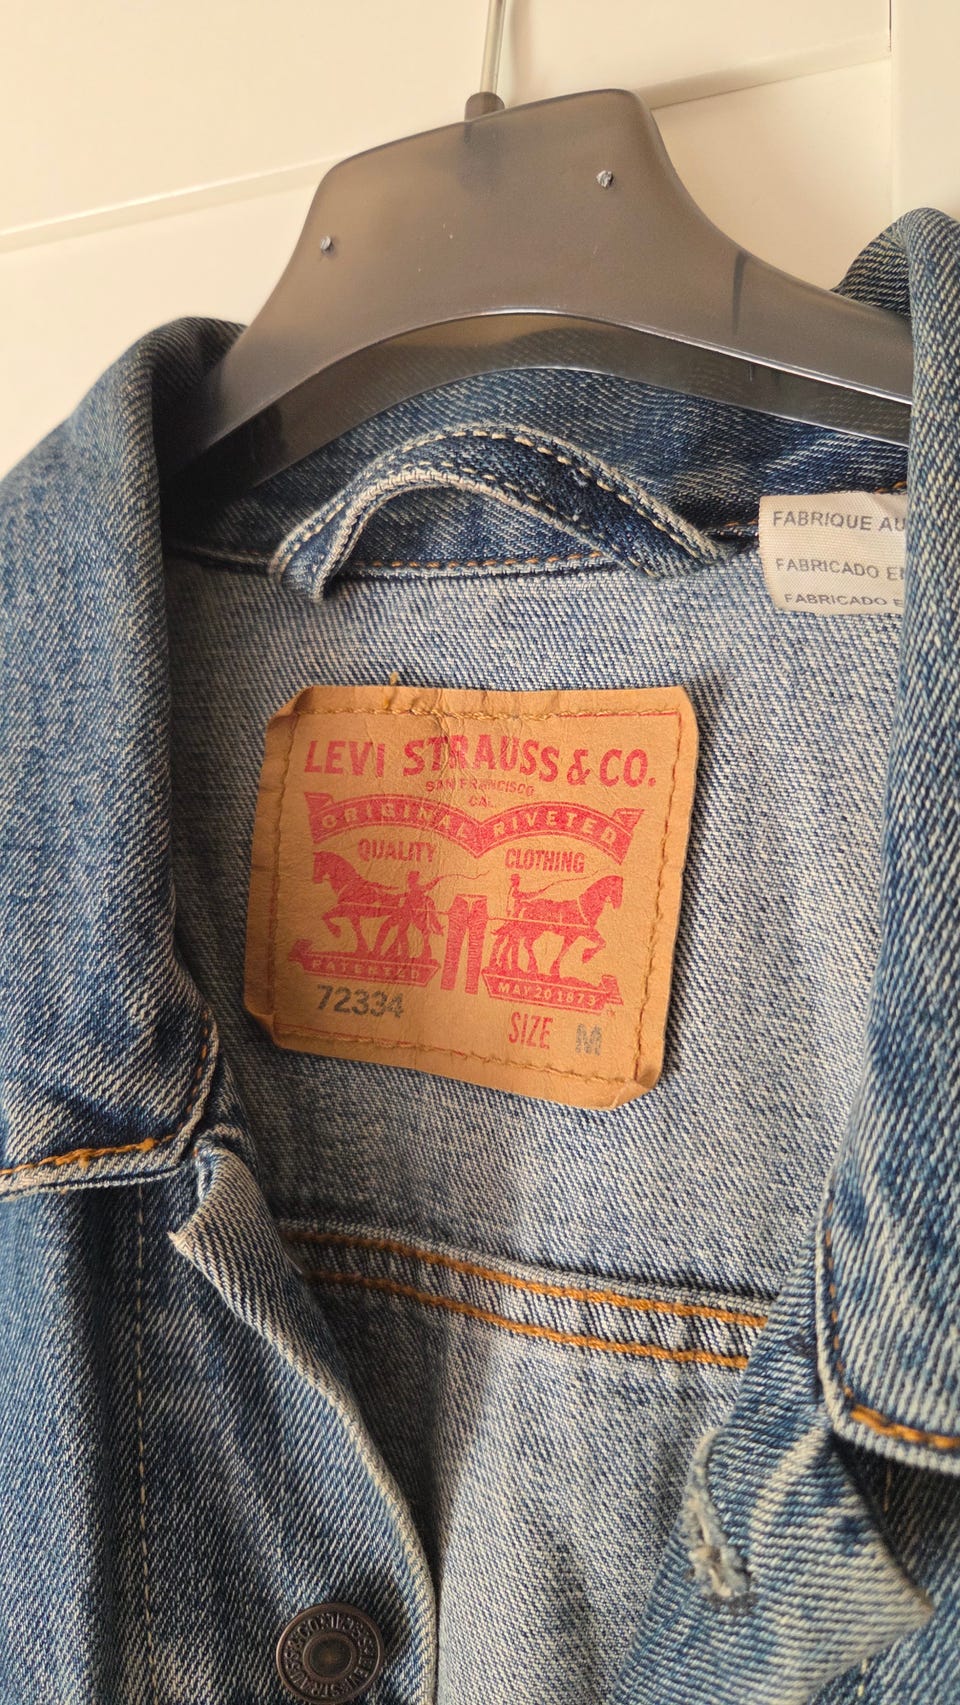 FABRIQUE AU
FABRICADO EN
FABRICADO E
LEVI STRAUSS & CO.
SAN FRANCISCO
CAL.
ORIGINAL RIVETED
QUALITY CLOTHING
PATENTED
MAY 20 1873
72334
SIZE M